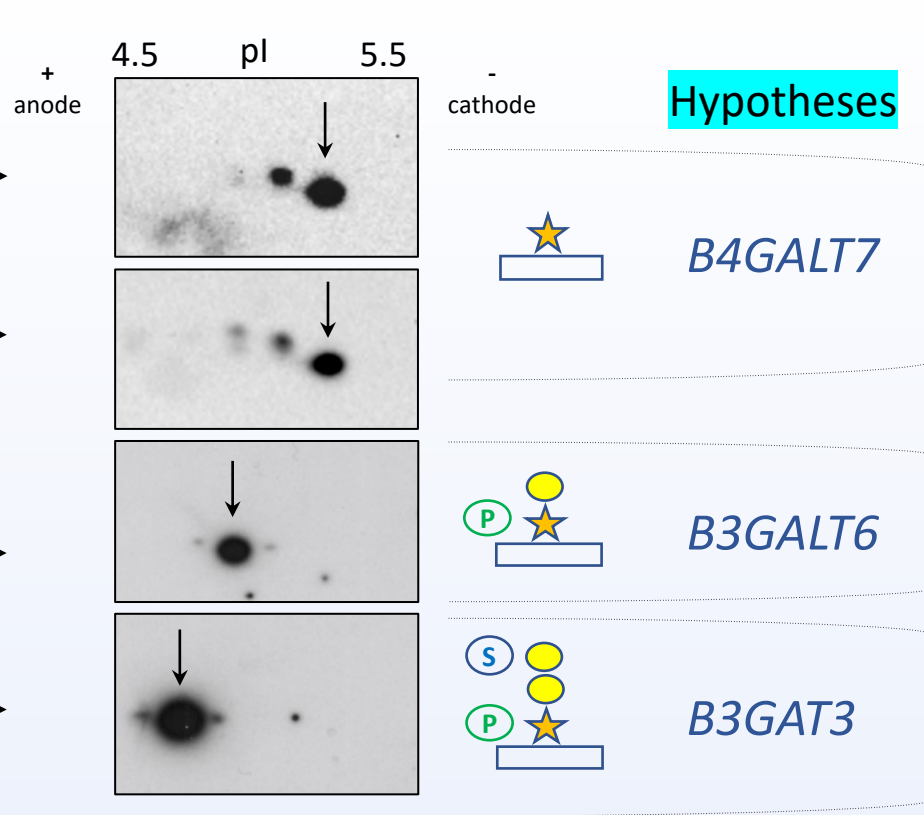 4.5 pI 5.5
+
anode
-
cathode
Hypotheses
B4GALT7
P
B3GALT6
S
P
B3GAT3